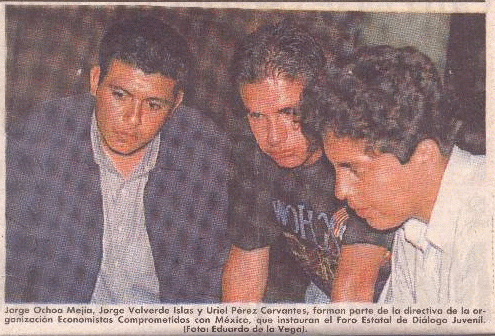 Jorge Ochoa Mejía, Jorge Valverde Islas y Uriel Pérez Cervantes, forman parte de la directiva de la or-
ganización Economistas Comprometidos con México, que instauran el Foro Estatal de Diáloga Juvenil.
(Foto: Eduardo de la Vega).